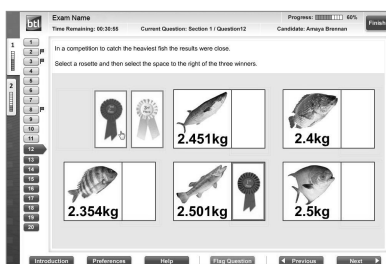 btl
Exam Name
Progress: 60%
Finish
Time Remaining: 00:30:55
Current Question: Section 1 / Question12
Candidate: Amaya Brennan
1
2
1
2
3
4
5
6
7
8
9
10
11
12
13
14
15
16
17
18
19
20
In a competition to catch the heaviest fish the results were close.
Select a rosette and then select the space to the right of the three winners.
2.451kg
2.4kg
2.354kg
2.501kg
2.5kg
Introduction
Preferences
Help
Flag Question
Previous
Next